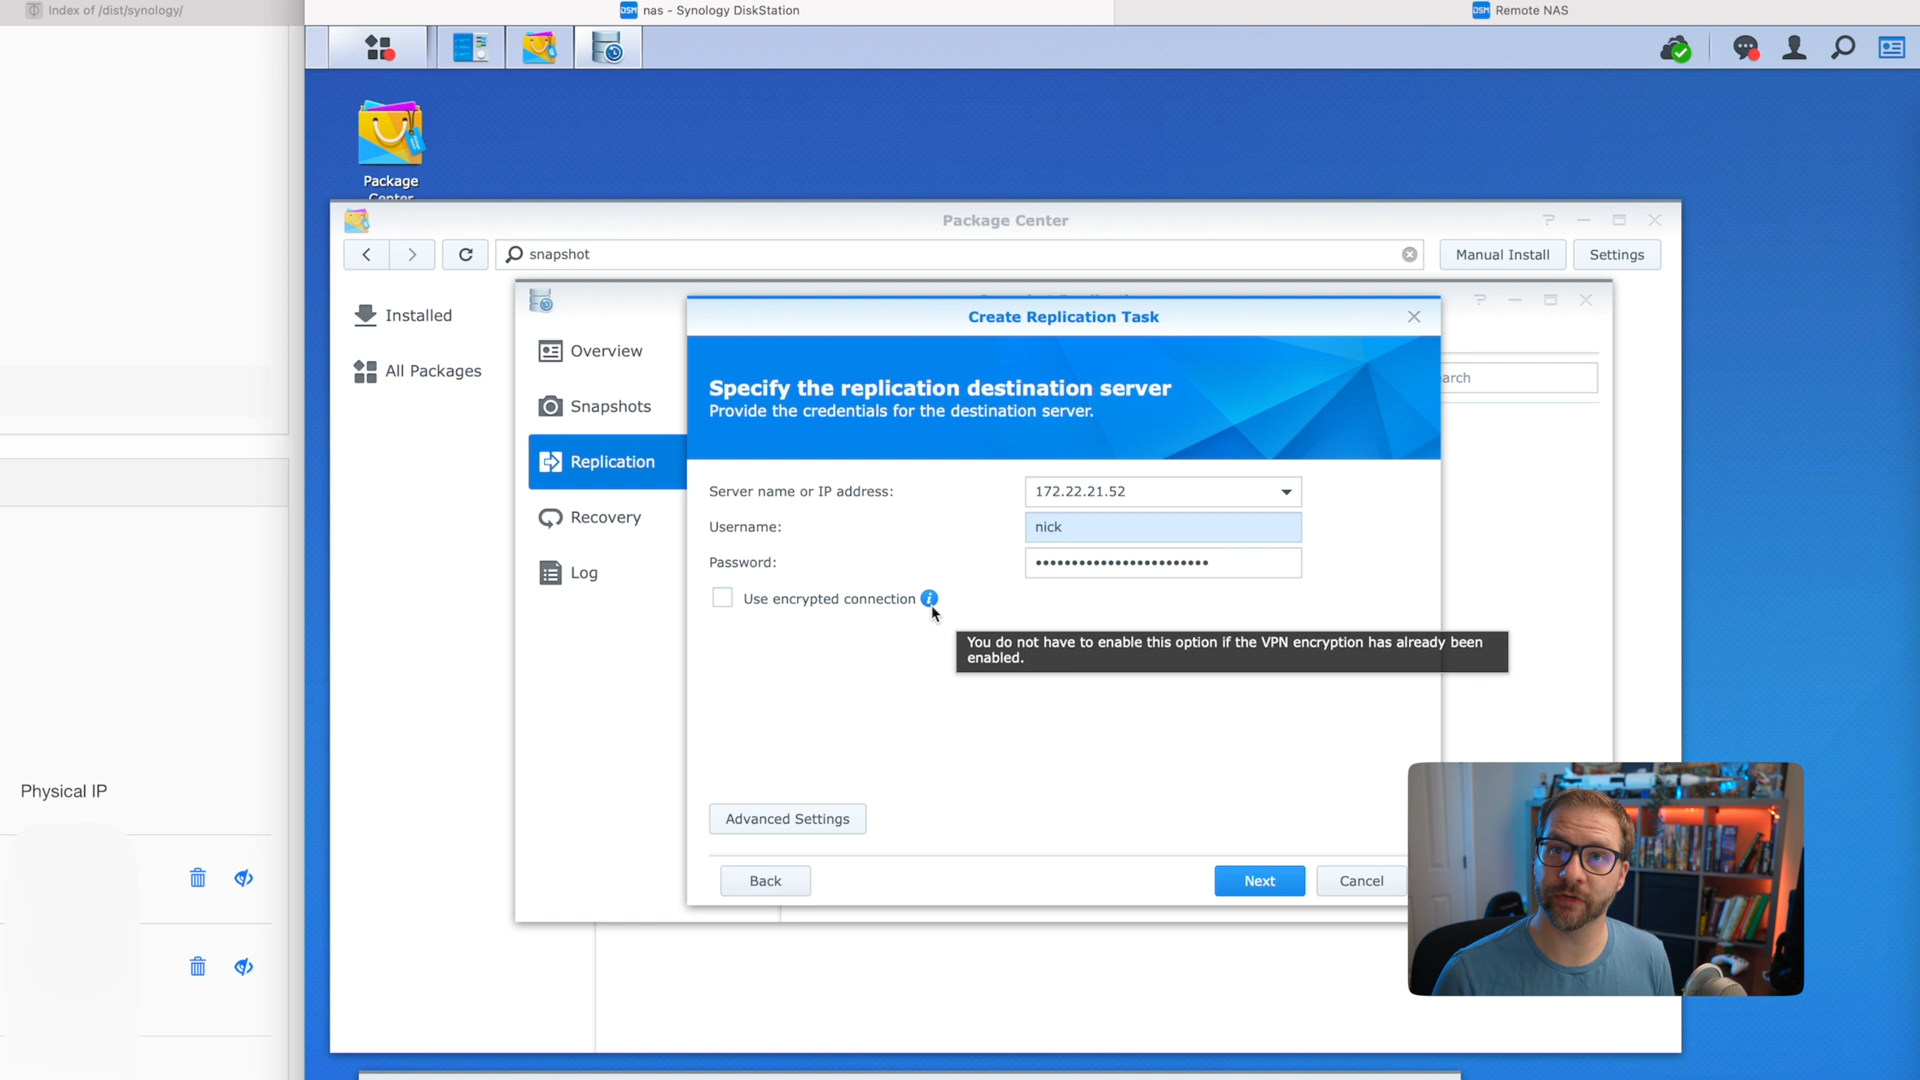 Index of /dist/synology/
DSM nas - Synology DiskStation
DSM Remote NAS
Package
Center
Package Center
snapshot
Manual Install
Settings
Installed
All Packages
Overview
Snapshots
Replication
Recovery
Log
Create Replication Task
Specify the replication destination server
Provide the credentials for the destination server.
arch
Server name or IP address:
172.22.21.52
Username:
nick
Password:
Use encrypted connection
You do not have to enable this option if the VPN encryption has already been
enabled.
Advanced Settings
Back
Next
Cancel
Physical IP